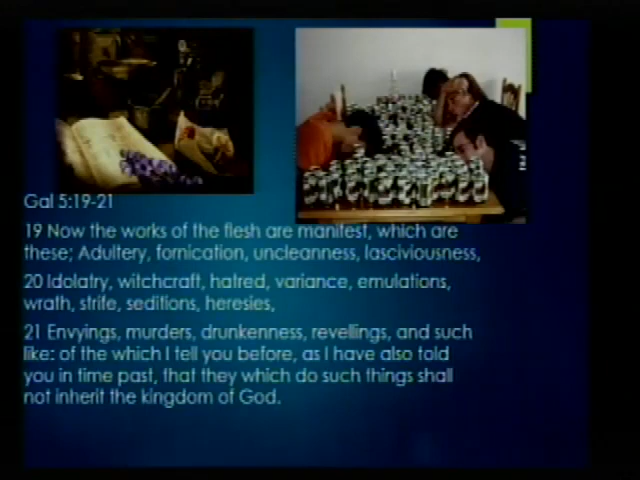 Gal 5:19-21
19 Now the works of the flesh are manifest, which are
these; Adultery, fornication, uncleanness, lasciviousness,
20 Idolatry, witchcraft, hatred, variance, emulations,
wrath, strife, seditions, heresies,
21 Envyings, murders, drunkenness, revellings, and such
like: of the which I tell you before, as I have also told
you in time past, that they which do such things shall
not inherit the kingdom of God.